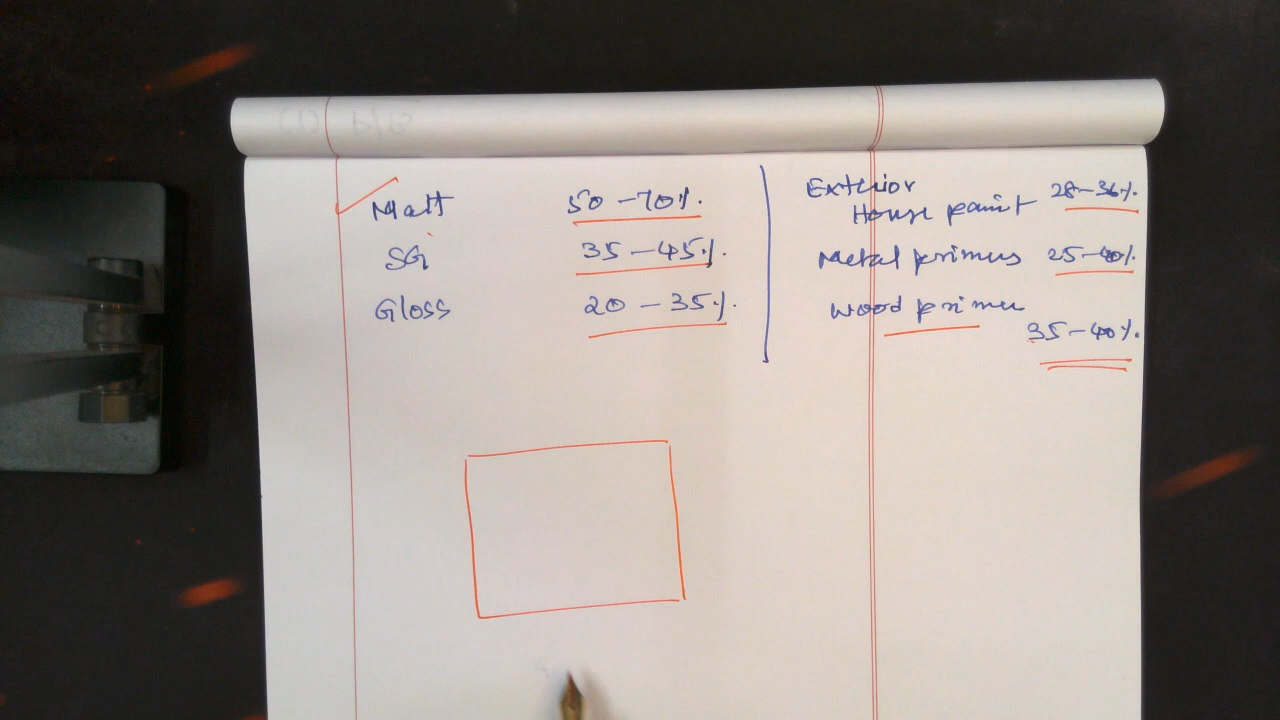 Matt 50-70%.
SG 35-45%.
Gloss 20-35%.
Exterior
House paint 28-36%.
Metal primers 25-40%.
Wood primer
35-40%.